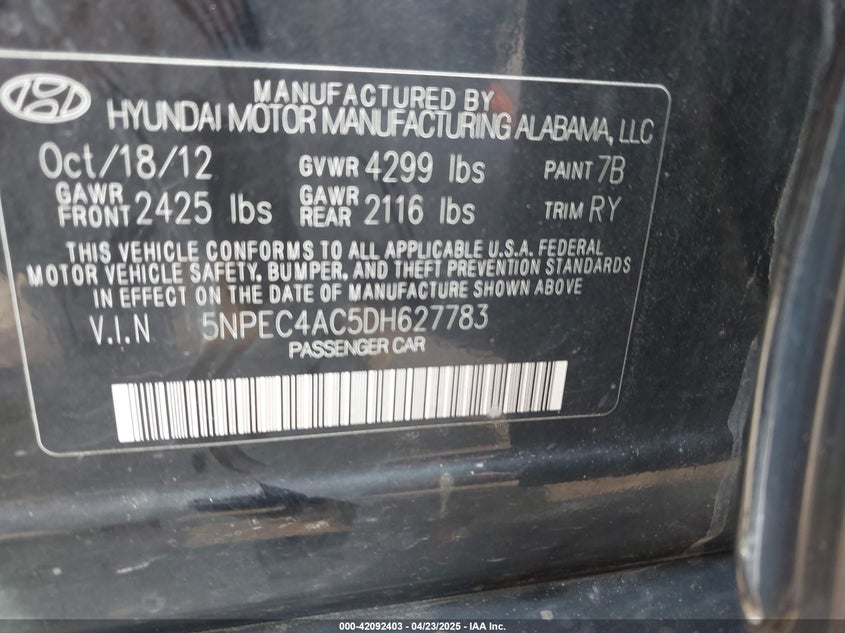 MANUFACTURED BY
HYUNDAI MOTOR MANUFACTURING ALABAMA, LLC
Oct/18/12 GVWR 4299 lbs PAINT 7B
GAWR FRONT 2425 lbs GAWR REAR 2116 lbs TRIM RY
THIS VEHICLE CONFORMS TO ALL APPLICABLE U.S.A. FEDERAL
MOTOR VEHICLE SAFETY, BUMPER, AND THEFT PREVENTION STANDARDS
IN EFFECT ON THE DATE OF MANUFACTURE SHOWN ABOVE
V.I.N 5NPEC4AC5DH627783
PASSENGER CAR
000-42092403 - 04/23/2025 - IAA Inc.